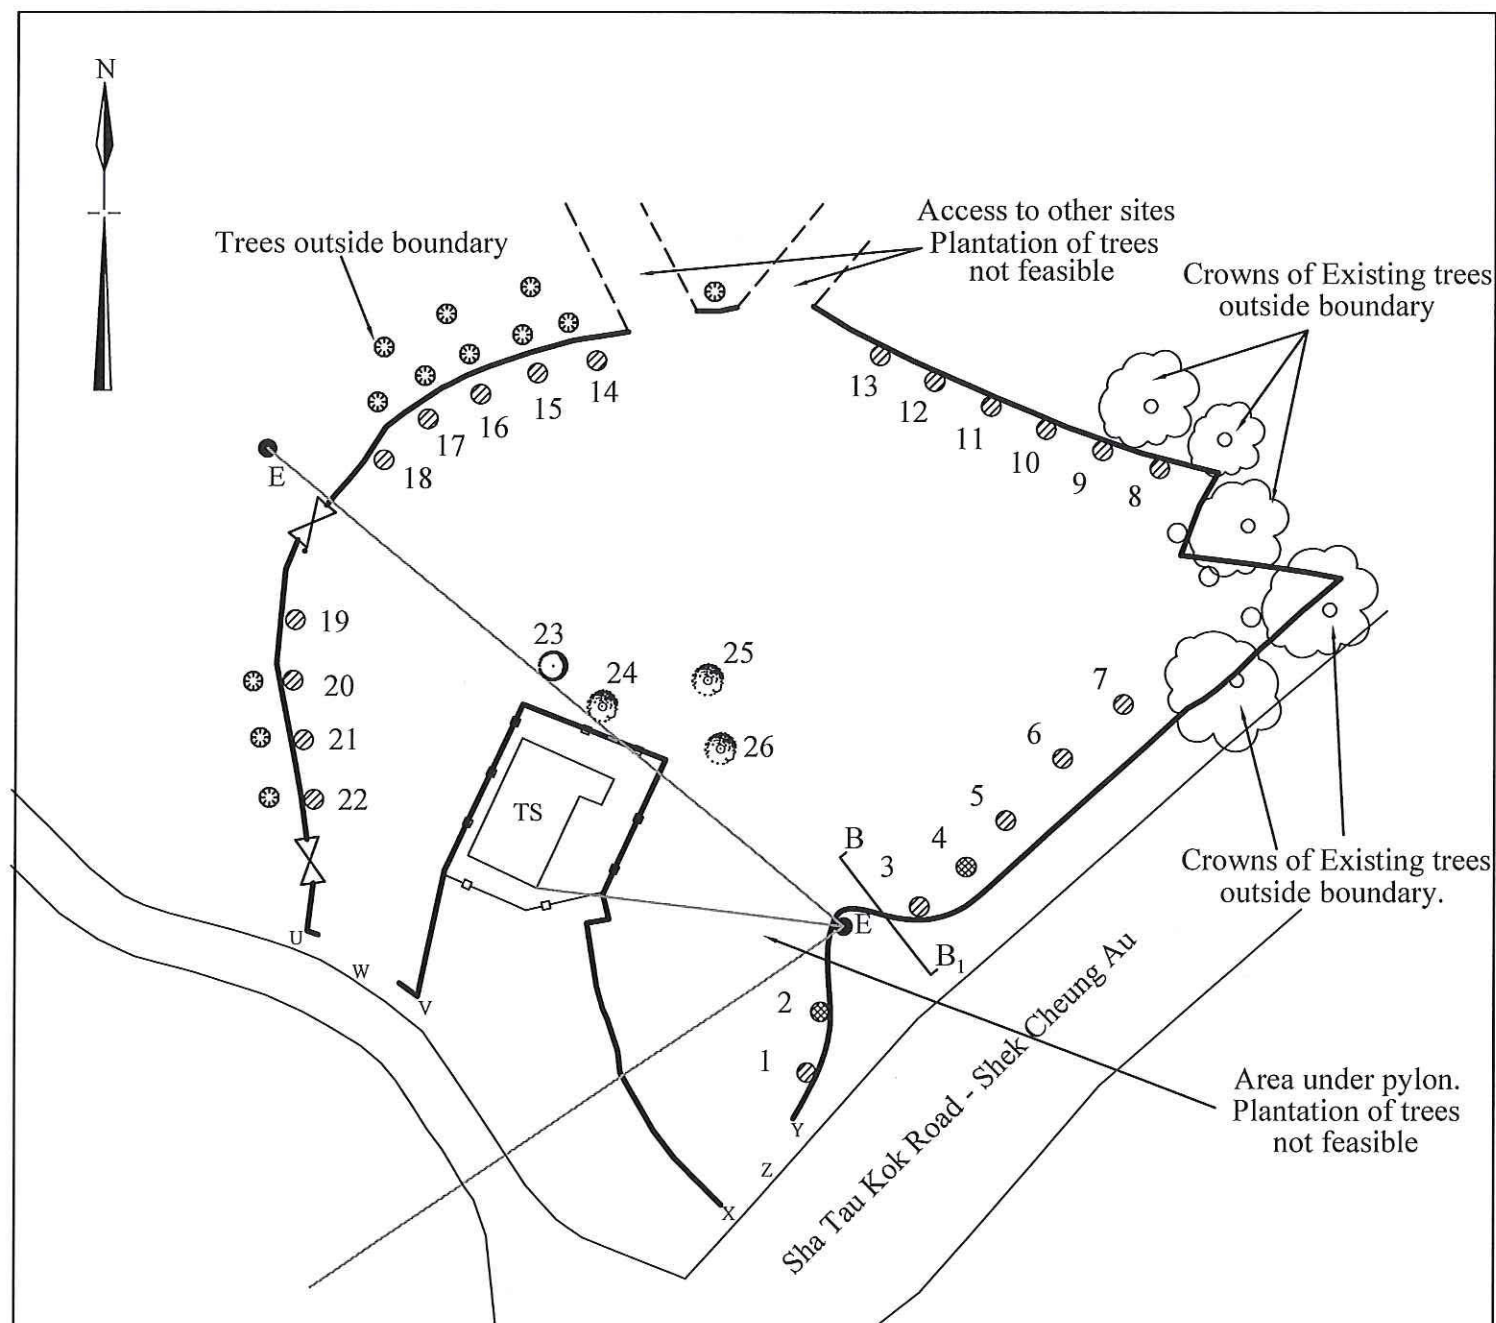 N
Access to other sites
Plantation of trees
not feasible
Trees outside boundary
Crowns of Existing trees
outside boundary
13
12
11
10
9
8
14
15
16
17
18
E
19
20
21
22
23
24
25
26
7
6
5
4
3
TS
B
E
B1
Crowns of Existing trees
outside boundary.
U
W
V
2
1
Y
Z
X
Sha Tau Kok Road - Shek Cheung Au
Area under pylon.
Plantation of trees
not feasible